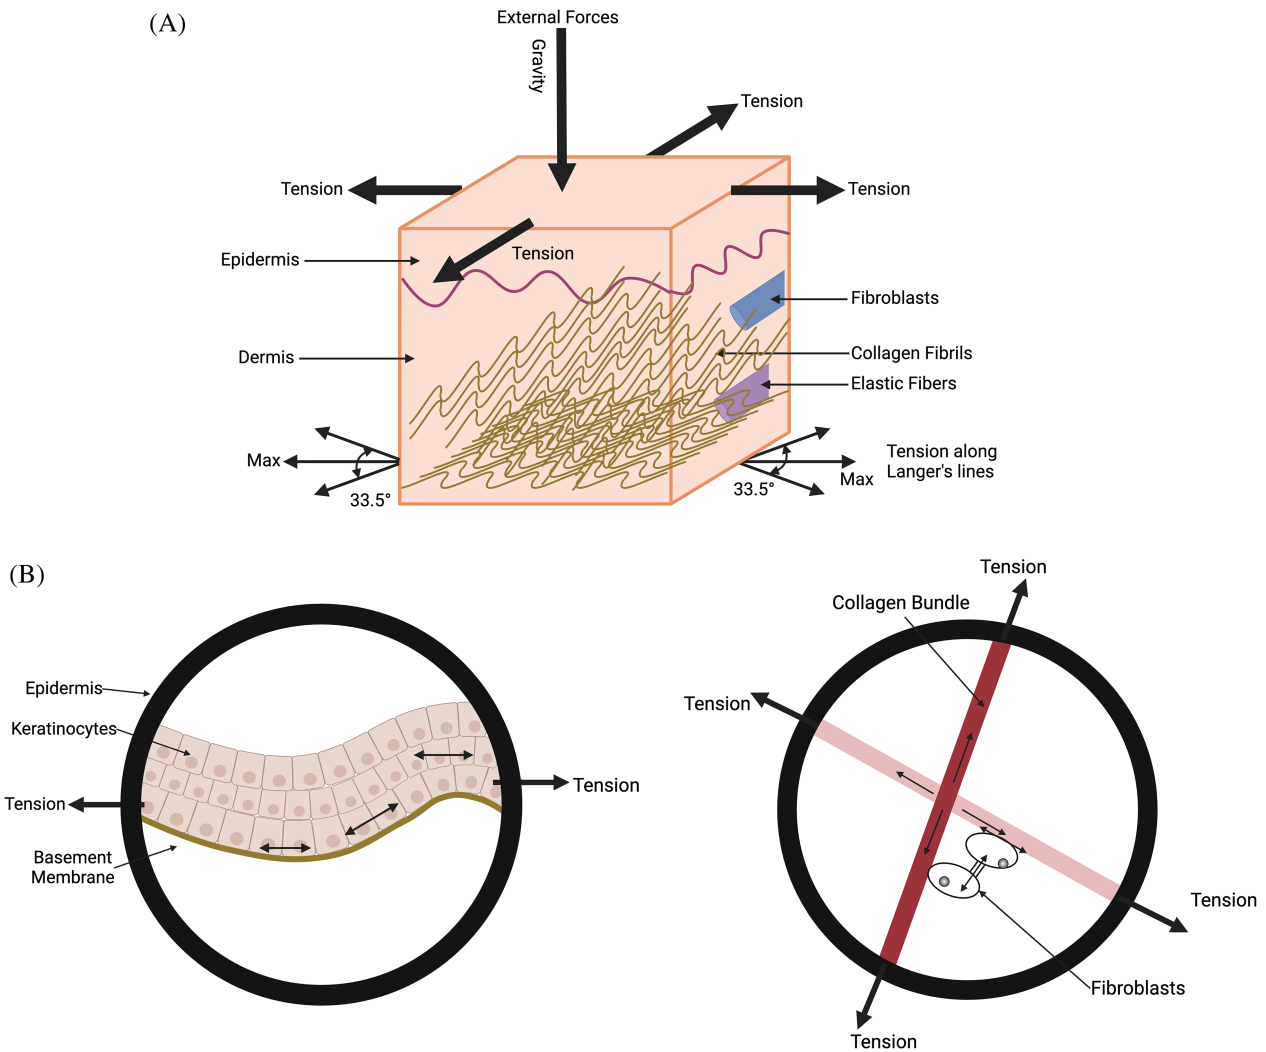 (A)
External Forces
Gravity
Tension
Tension
Tension
Tension
Epidermis
Fibroblasts
Dermis
Collagen Fibrils
Elastic Fibers
Max
33.5°
33.5°
Max
Tension along
Langer's lines
(B)
Tension
Collagen Bundle
Epidermis
Keratinocytes
Tension
Tension
Tension
Basement
Membrane
Tension
Fibroblasts
Tension